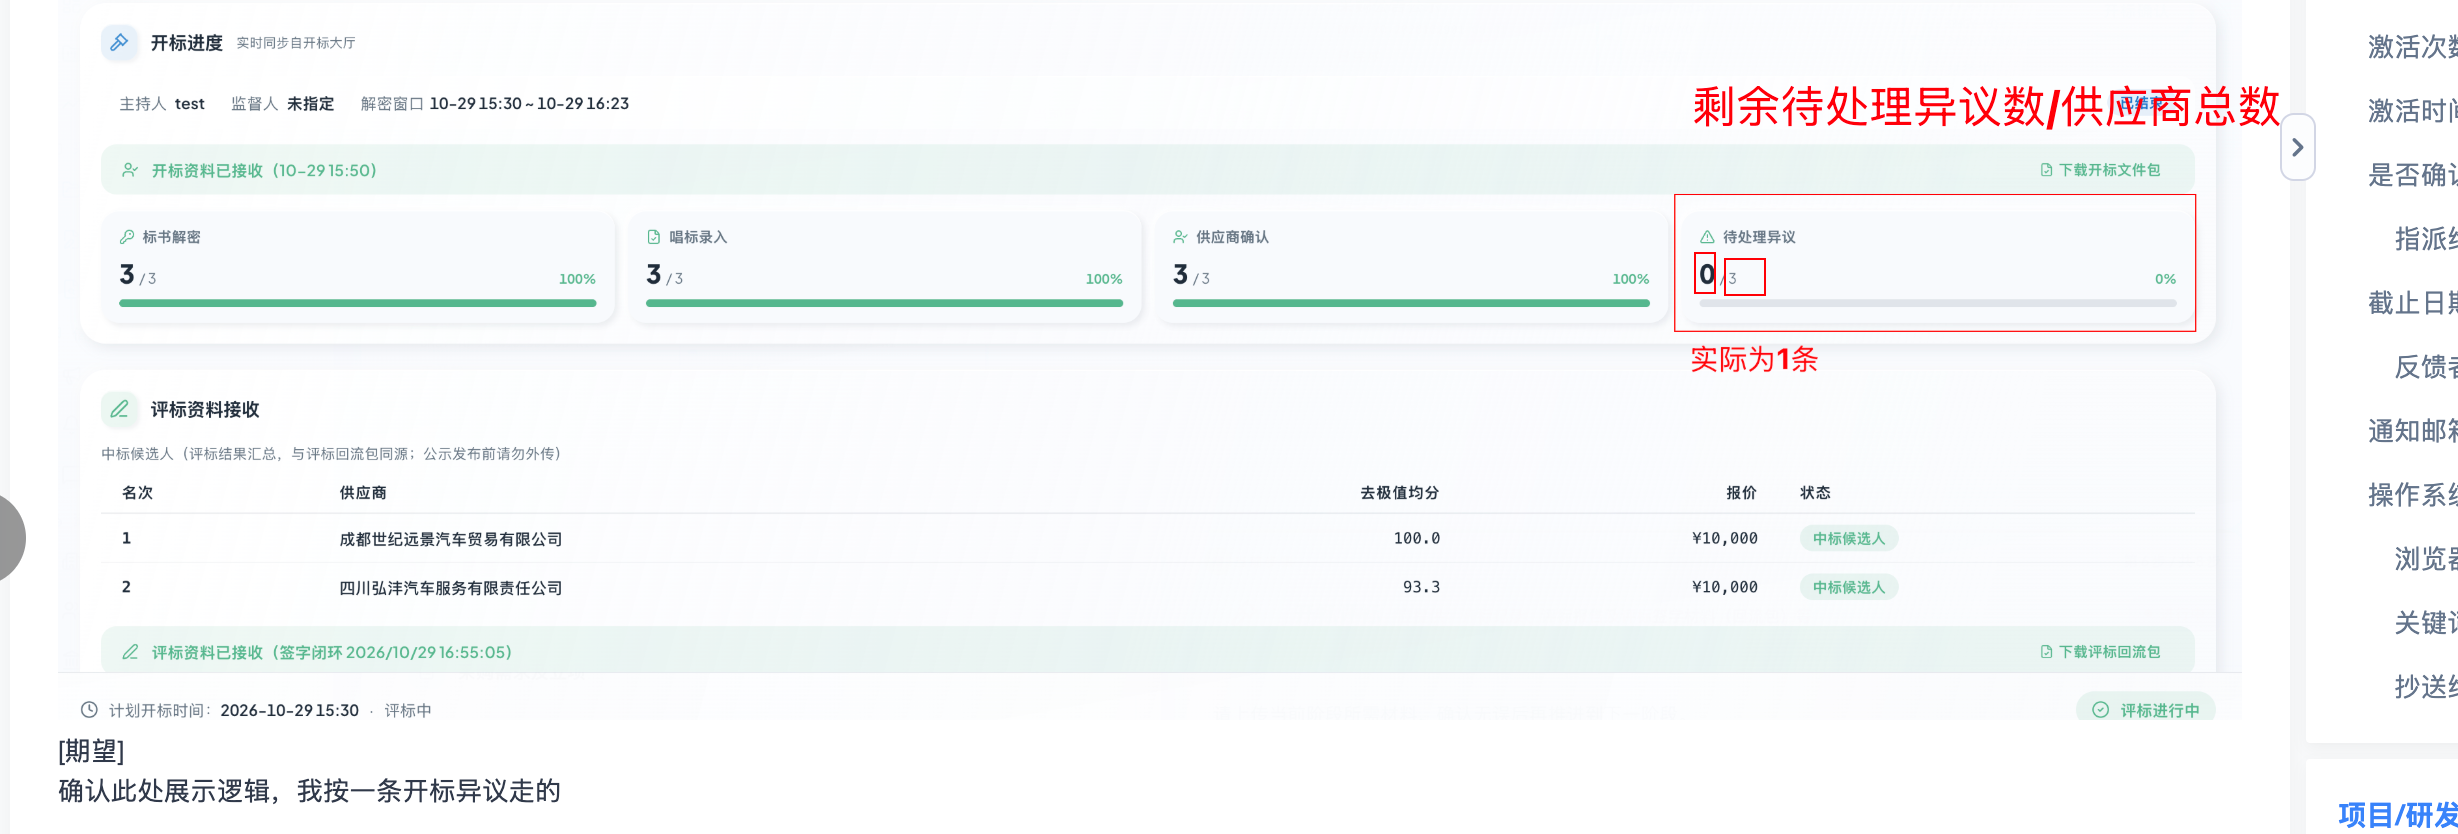 开标进度 实时同步自开标大厅
主持人 test 监督人 未指定 解密窗口 10-29 15:30 ~ 10-29 16:23
剩余待处理异议数/供应商总数
开标资料已接收（10-29 15:50） 下载开标文件包
标书解密 唱标录入 供应商确认 待处理异议
3 / 3 100% 3 / 3 100% 3 / 3 100% 0 / 3 0%
实际为1条
评标资料接收
中标候选人（评标结果汇总，与评标回流包同源；公示发布前请勿外传）
名次 供应商 去极值均分 报价 状态
1 成都世纪远景汽车贸易有限公司 100.0 ¥10,000 中标候选人
2 四川弘沣汽车服务有限责任公司 93.3 ¥10,000 中标候选人
评标资料已接收（签字闭环 2026/10/29 16:55:05） 下载评标回流包
计划开标时间： 2026-10-29 15:30 · 评标中 评标进行中
[期望]
确认此处展示逻辑，我按一条开标异议走的
激活次数
激活时间
是否确认
指派给
截止日期
反馈者
通知邮箱
操作系统
浏览器
关键词
抄送给
项目/研发